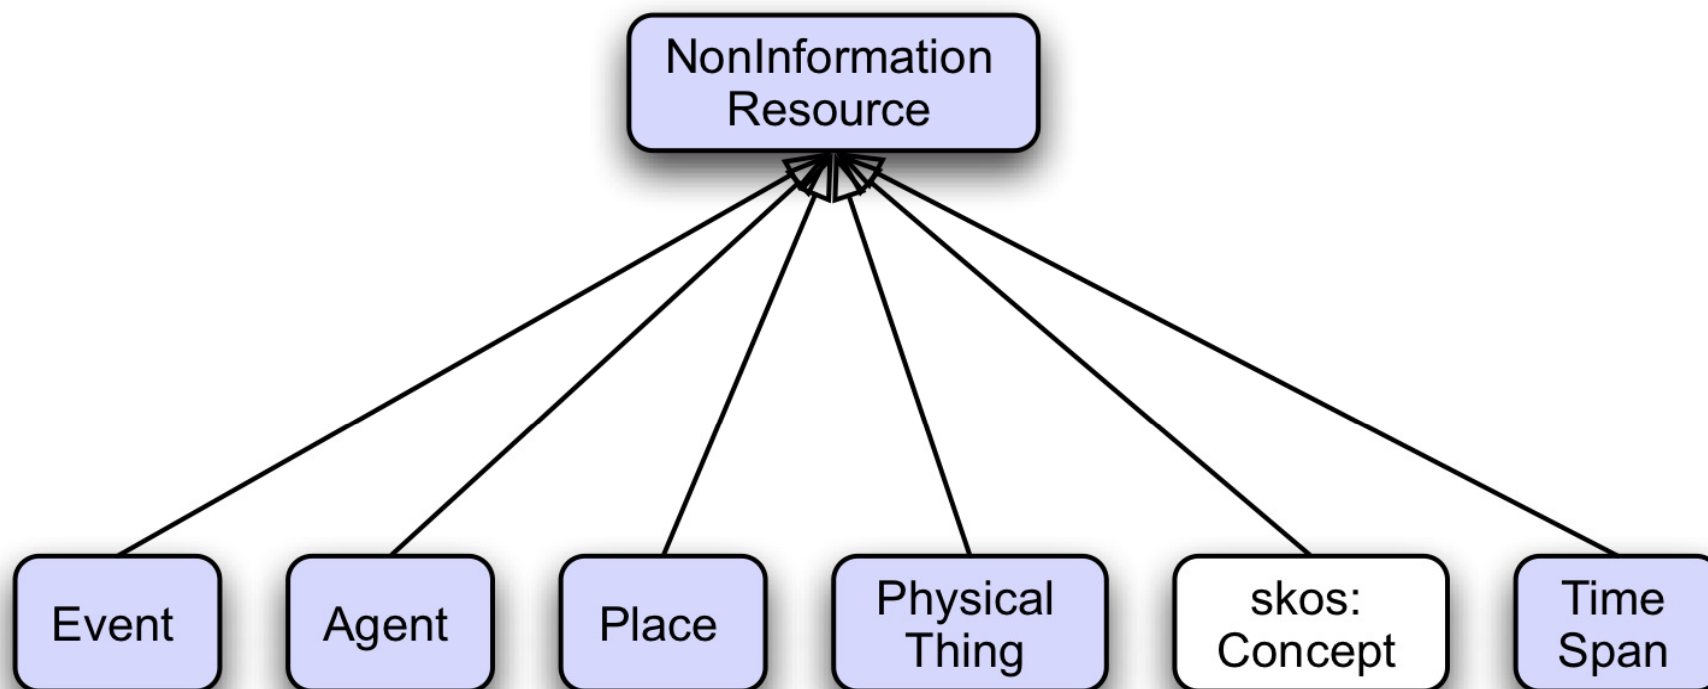 NonInformation
Resource
Event
Agent
Place
Physical
Thing
skos:
Concept
Time
Span